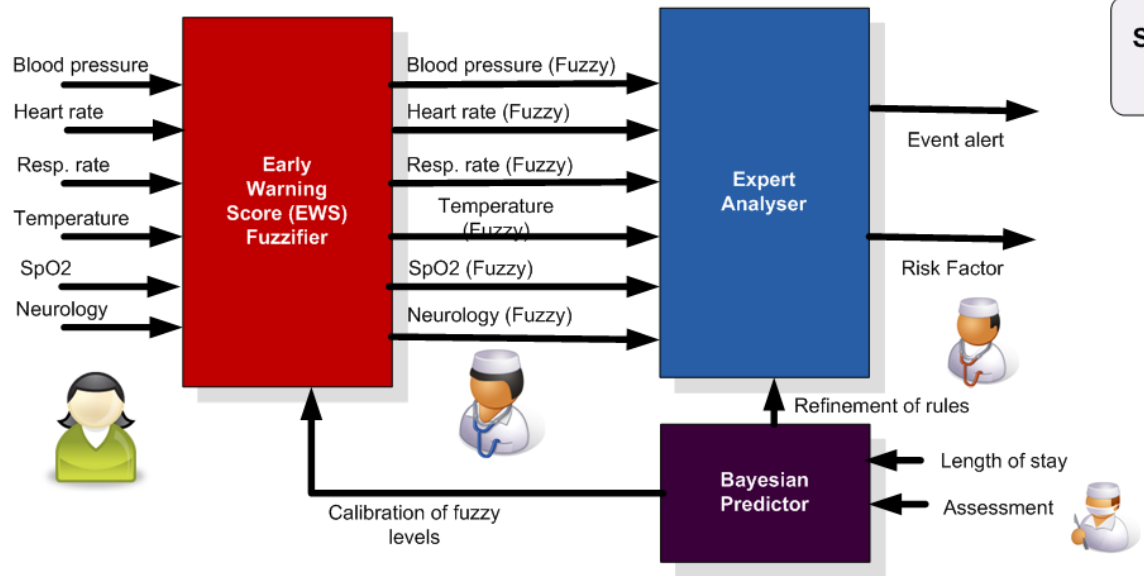 Blood pressure
Heart rate
Resp. rate
Temperature
SpO2
Neurology
Early
Warning
Score (EWS)
Fuzzifier
Blood pressure (Fuzzy)
Heart rate (Fuzzy)
Resp. rate (Fuzzy)
Temperature
(Fuzzy)
SpO2 (Fuzzy)
Neurology (Fuzzy)
Expert
Analyser
Event alert
Risk Factor
S
Refinement of rules
Bayesian
Predictor
Length of stay
Assessment
Calibration of fuzzy
levels